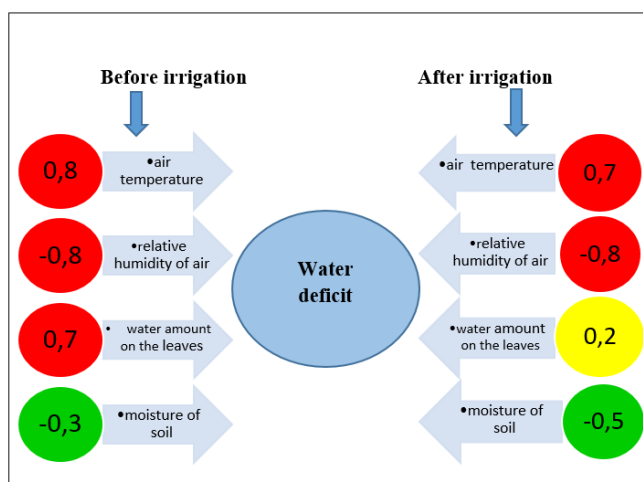 Before irrigation
0,8
•air
temperature
-0,8
•relative
humidity of air
0,7
• water amount
on the leaves
-0,3
•moisture of
soil
Water
deficit
After irrigation
•air temperature
0,7
•relative
humidity of air
-0,8
•water amount
on the leaves
0,2
•moisture of
soil
-0,5